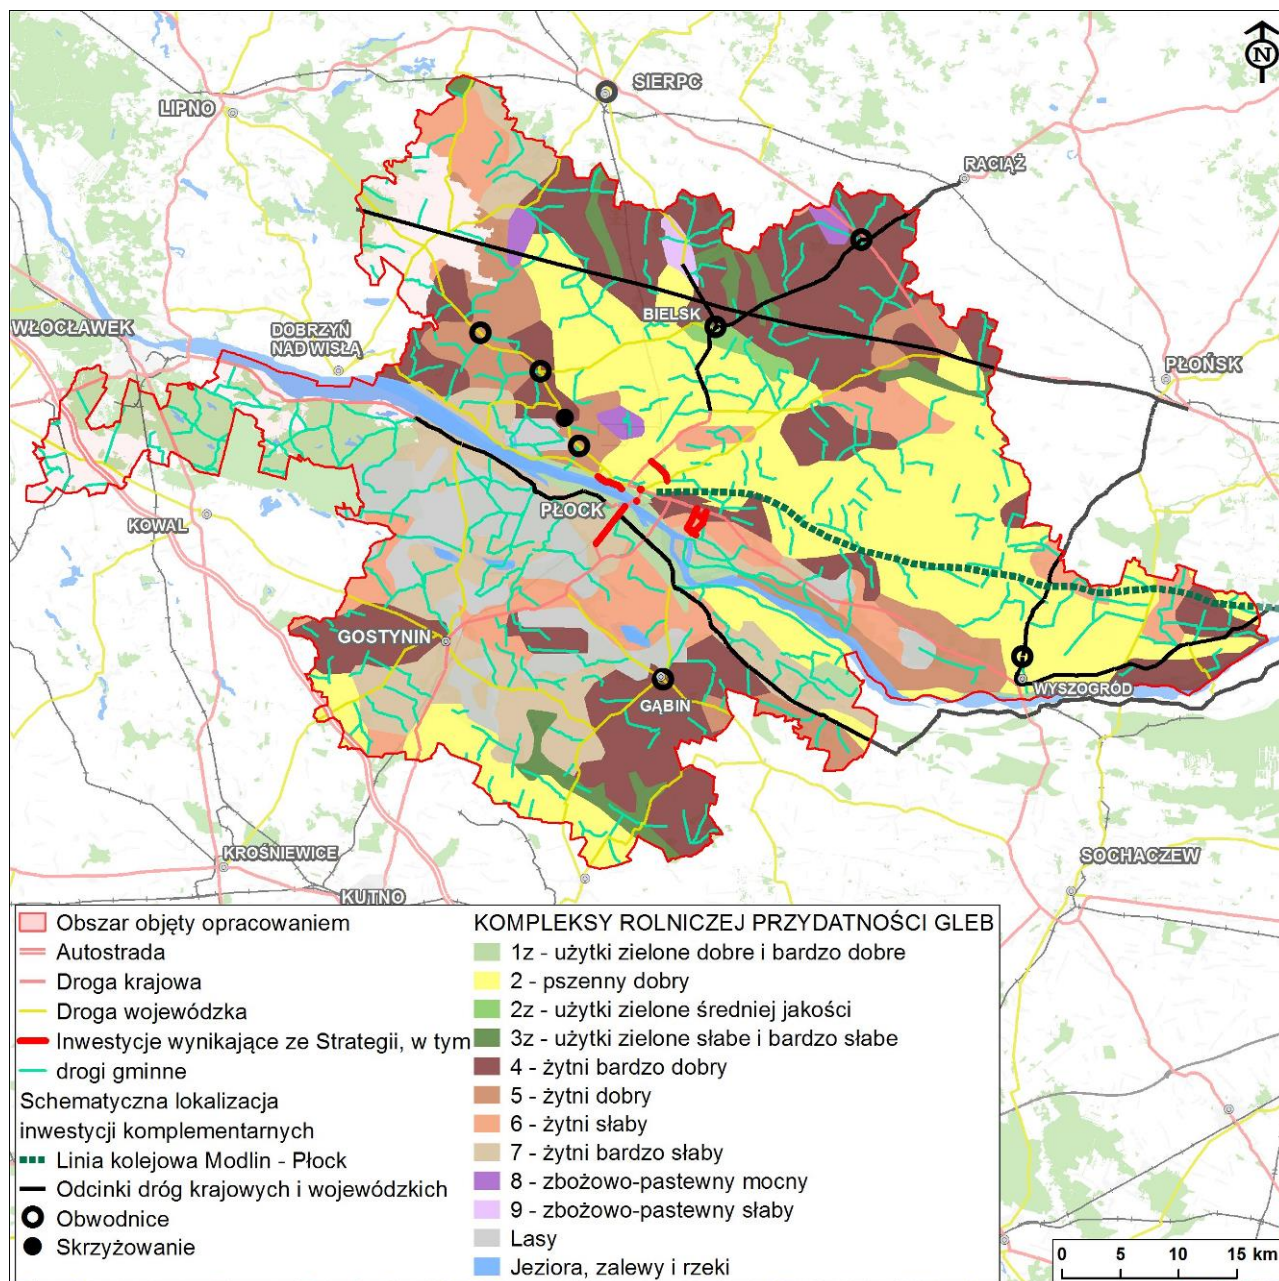 N
SIERPC
LIPNO
RACIĄŻ
BIELSK
WŁOCŁAWEK
DOBRZYŃ
NAD WISŁĄ
PŁOŃSK
PŁOCK
KOWAL
GOSTYNIN
GĄBIN
WYSZOGRÓD
KROŚNIEWICE
KUTNO
SOCHACZEW
Obszar objęty opracowaniem
Autostrada
Droga krajowa
Droga wojewódzka
Inwestycje wynikające ze Strategii, w tym
drogi gminne
Schematyczna lokalizacja
inwestycji komplementarnych
Linia kolejowa Modlin - Płock
Odcinki dróg krajowych i wojewódzkich
Obwodnice
Skrzyżowanie
KOMPLEKSY ROLNICZEJ PRZYDATNOŚCI GLEB
1z - użytki zielone dobre i bardzo dobre
2 - pszenny dobry
2z - użytki zielone średniej jakości
3z - użytki zielone słabe i bardzo słabe
4 - żytni bardzo dobry
5 - żytni dobry
6 - żytni słaby
7 - żytni bardzo słaby
8 - zbożowo-pastewny mocny
9 - zbożowo-pastewny słaby
Lasy
Jeziora, zalewy i rzeki
0 5 10 15 km